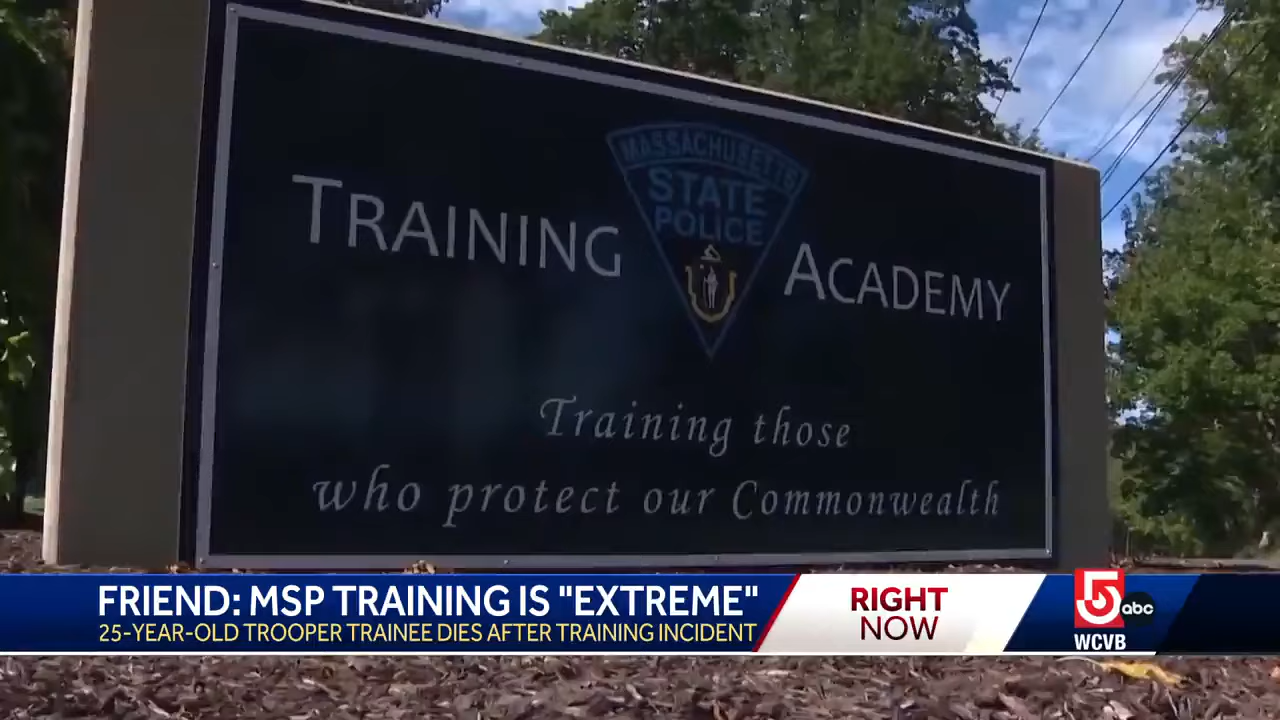 MASSACHUSETTS
STATE
POLICE
TRAINING ACADEMY
Training those
who protect our Commonwealth
FRIEND: MSP TRAINING IS "EXTREME"
25-YEAR-OLD TROOPER TRAINEE DIES AFTER TRAINING INCIDENT
RIGHT
NOW
5 abc
WCVB